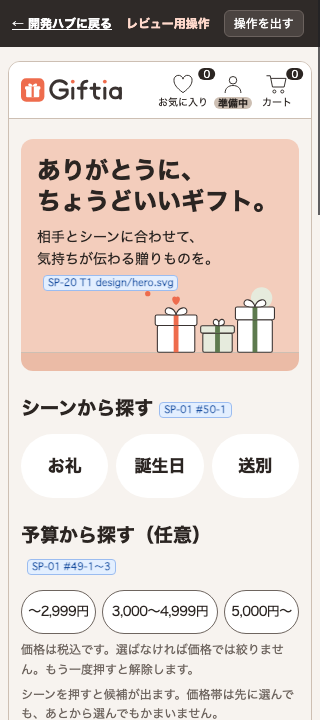 ← 開発ハブに戻る レビュー用操作 操作を出す
Giftia
0 0
お気に入り 準備中 カート
ありがとうに、
ちょうどいいギフト。
相手とシーンに合わせて、
気持ちが伝わる贈りものを。
SP-20 T1 design/hero.svg
シーンから探す SP-01 #50-1
お礼 誕生日 送別
予算から探す（任意）
SP-01 #49-1〜3
〜2,999円 3,000〜4,999円 5,000円〜
価格は税込です。選ばなければ価格では絞りませ
ん。もう一度押すと解除します。
シーンを押すと候補が出ます。価格帯は先に選んで
も、あとから選んでもかまいません。